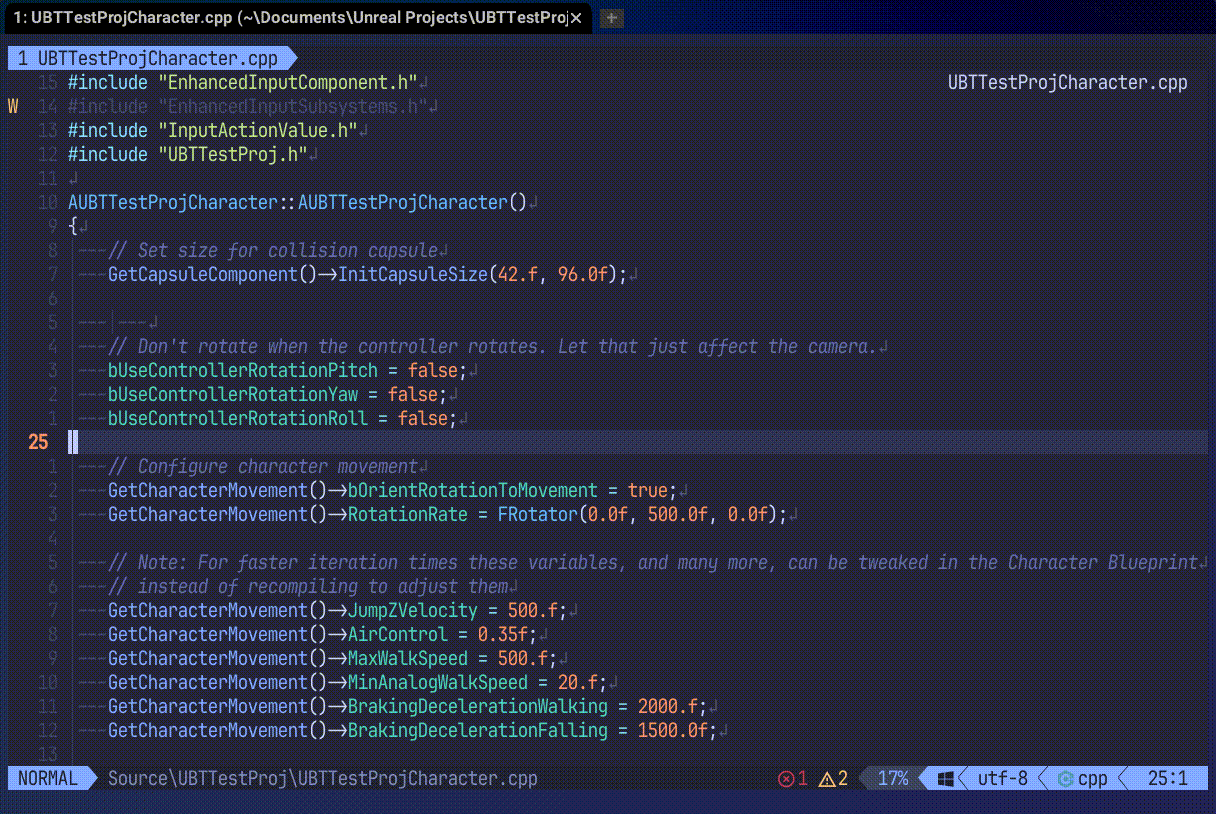 1: UBTTestProjCharacter.cpp (~\Documents\Unreal Projects\UBTTestProj
1 UBTTestProjCharacter.cpp
15 #include "EnhancedInputComponent.h"
UBTTestProjCharacter.cpp
W 14 #include "EnhancedInputSubsystems.h"
13 #include "InputActionValue.h"
12 #include "UBTTestProj.h"
11
10 AUBTTestProjCharacter::AUBTTestProjCharacter()
9 {
8 // Set size for collision capsule
7 GetCapsuleComponent()->InitCapsuleSize(42.f, 96.0f);
6
5
4 // Don't rotate when the controller rotates. Let that just affect the camera.
3 bUseControllerRotationPitch = false;
2 bUseControllerRotationYaw = false;
1 bUseControllerRotationRoll = false;
25
1 // Configure character movement
2 GetCharacterMovement()->bOrientRotationToMovement = true;
3 GetCharacterMovement()->RotationRate = FRotator(0.0f, 500.0f, 0.0f);
4
5 // Note: For faster iteration times these variables, and many more, can be tweaked in the Character Blueprint
6 // instead of recompiling to adjust them
7 GetCharacterMovement()->JumpZVelocity = 500.f;
8 GetCharacterMovement()->AirControl = 0.35f;
9 GetCharacterMovement()->MaxWalkSpeed = 500.f;
10 GetCharacterMovement()->MinAnalogWalkSpeed = 20.f;
11 GetCharacterMovement()->BrakingDecelerationWalking = 2000.f;
12 GetCharacterMovement()->BrakingDecelerationFalling = 1500.0f;
13
NORMAL Source\UBTTestProj\UBTTestProjCharacter.cpp 1 2 17% utf-8 cpp 25:1